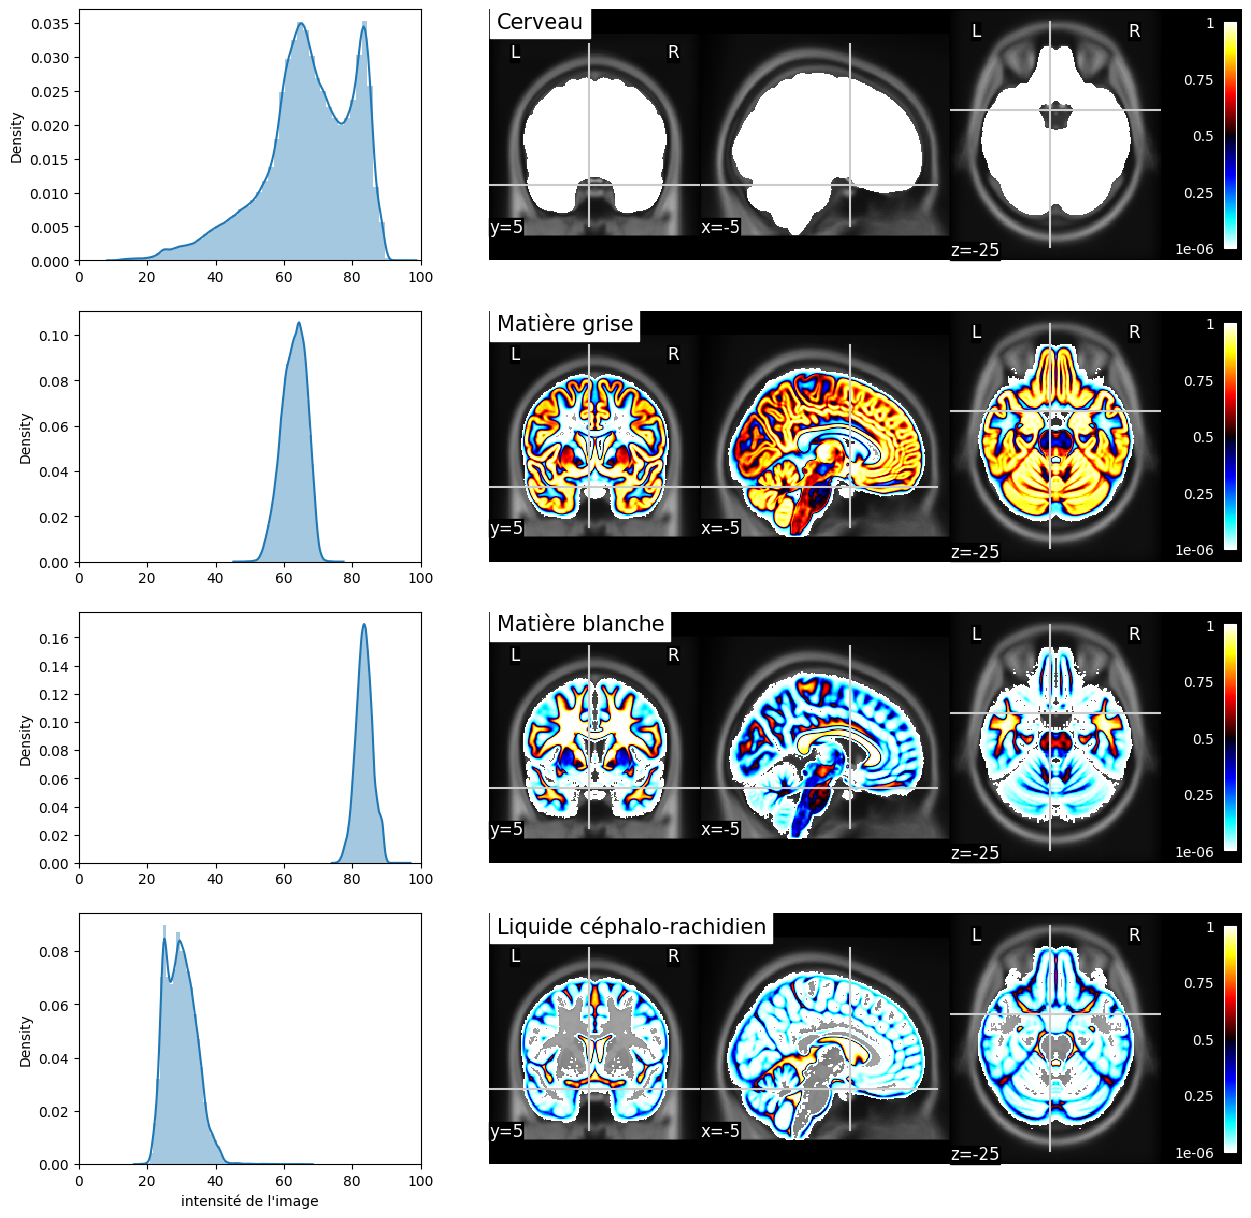 Cerveau
L R
L R
y=5 x=-5 z=-25
1
0.75
0.5
0.25
1e-06
Density
0.035
0.030
0.025
0.020
0.015
0.010
0.005
0.000
0 20 40 60 80 100
Matière grise
L R
L R
y=5 x=-5 z=-25
1
0.75
0.5
0.25
1e-06
Density
0.10
0.08
0.06
0.04
0.02
0.00
0 20 40 60 80 100
Matière blanche
L R
L R
y=5 x=-5 z=-25
1
0.75
0.5
0.25
1e-06
Density
0.16
0.14
0.12
0.10
0.08
0.06
0.04
0.02
0.00
0 20 40 60 80 100
Liquide céphalo-rachidien
L R
L R
y=5 x=-5 z=-25
1
0.75
0.5
0.25
1e-06
Density
0.08
0.06
0.04
0.02
0.00
0 20 40 60 80 100
intensité de l'image